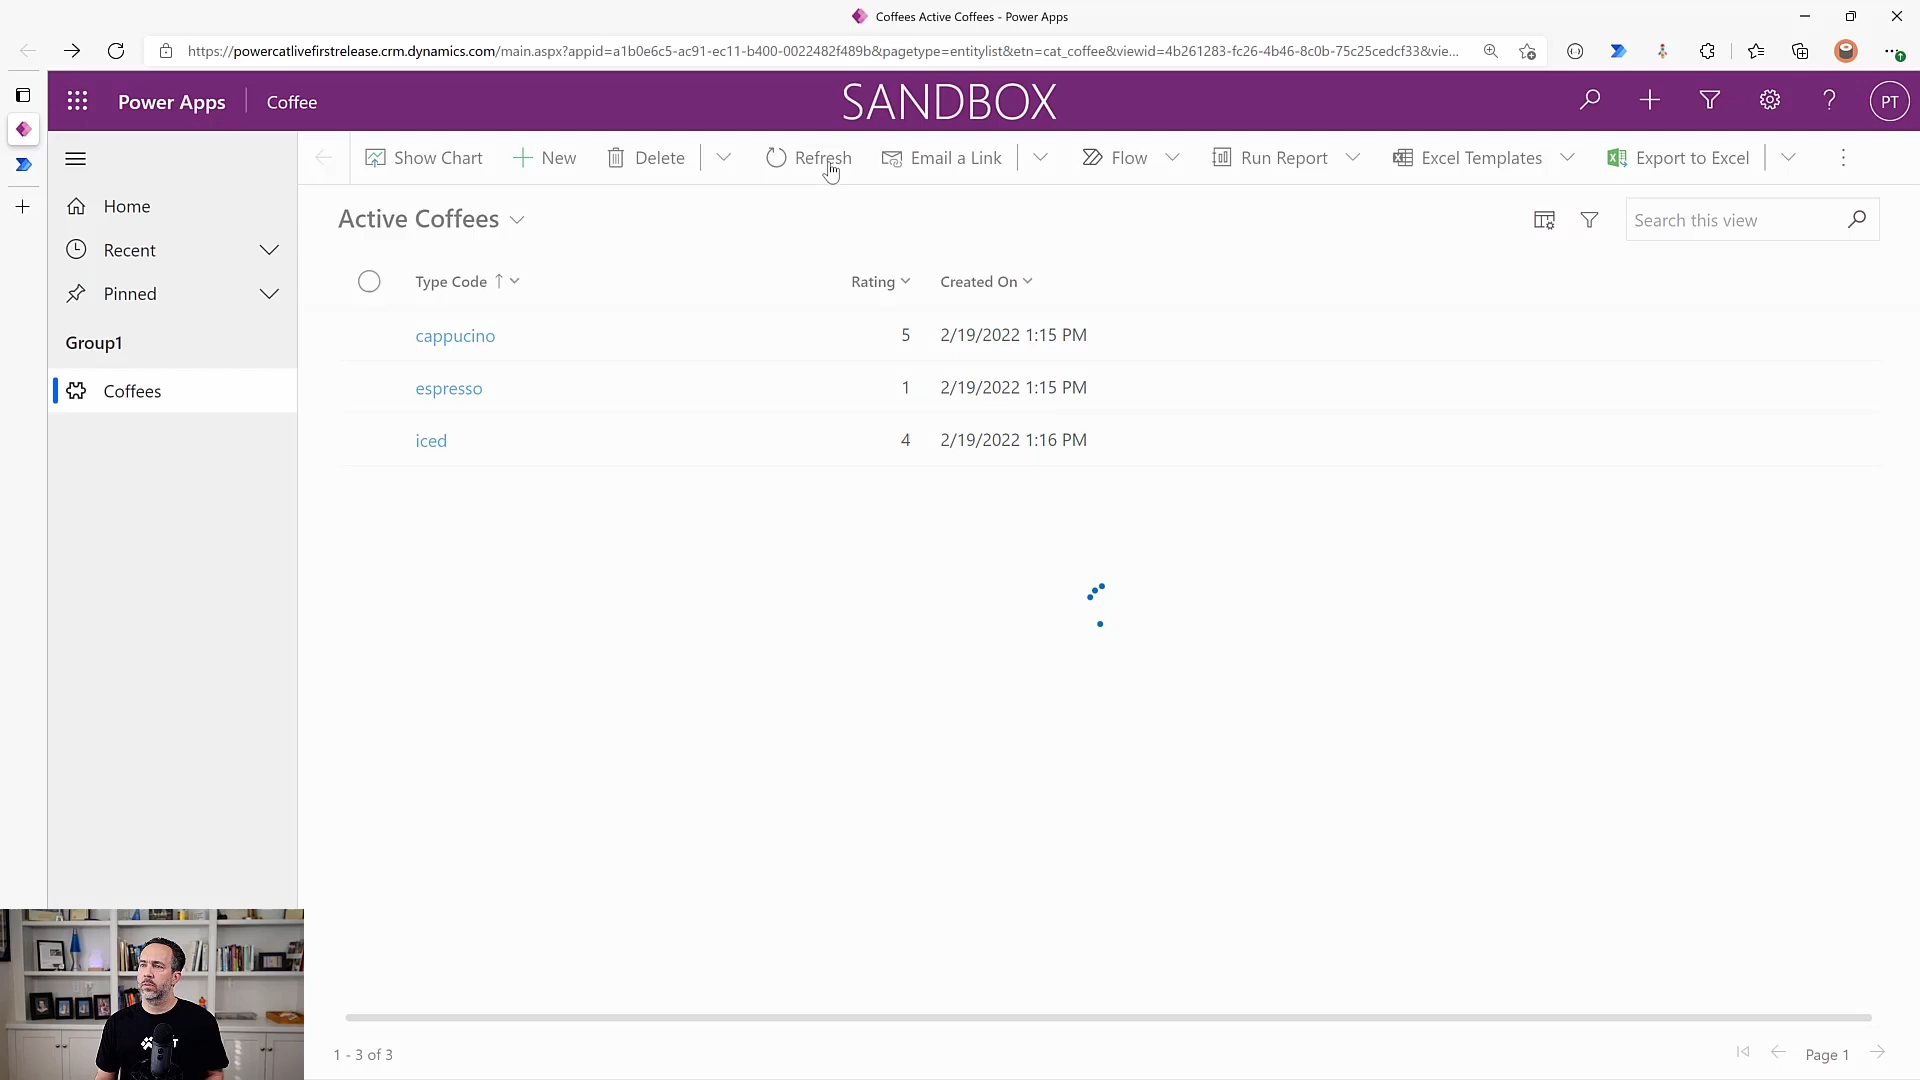 Coffees Active Coffees - Power Apps
https://powercatlivefirstrelease.crm.dynamics.com/main.aspx?appid=a1b0e6c5-ac91-ec11-b400-0022482f489b&pagetype=entitylist&etn=cat_coffee&viewid=4b261283-fc26-4b46-8c0b-75c25cedcf33&vie...
Power Apps Coffee SANDBOX PT
Show Chart New Delete Refresh Email a Link Flow Run Report Excel Templates Export to Excel
Home
Recent
Pinned
Group1
Coffees
Active Coffees Search this view
Type Code Rating Created On
cappucino 5 2/19/2022 1:15 PM
espresso 1 2/19/2022 1:15 PM
iced 4 2/19/2022 1:16 PM
1 - 3 of 3 Page 1